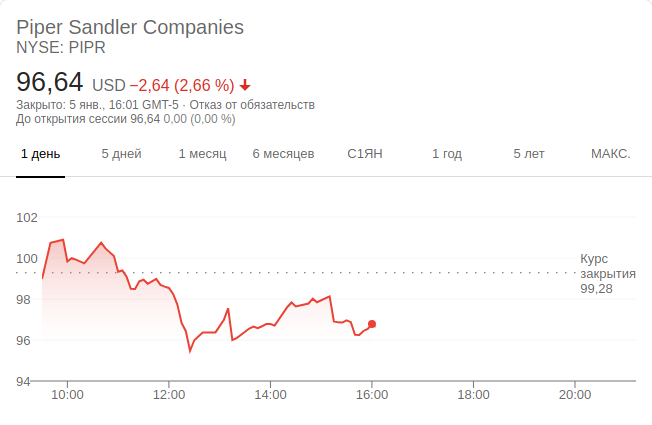 Piper Sandler Companies
NYSE: PIPR
96,64 USD −2,64 (2,66 %)
Закрыто: 5 янв., 16:01 GMT-5 · Отказ от обязательств
До открытия сессии 96,64 0,00 (0,00 %)
1 день 5 дней 1 месяц 6 месяцев С1ЯН 1 год 5 лет МАКС.
102
100
98
96
94
Курс
закрытия
99,28
10:00 12:00 14:00 16:00 18:00 20:00